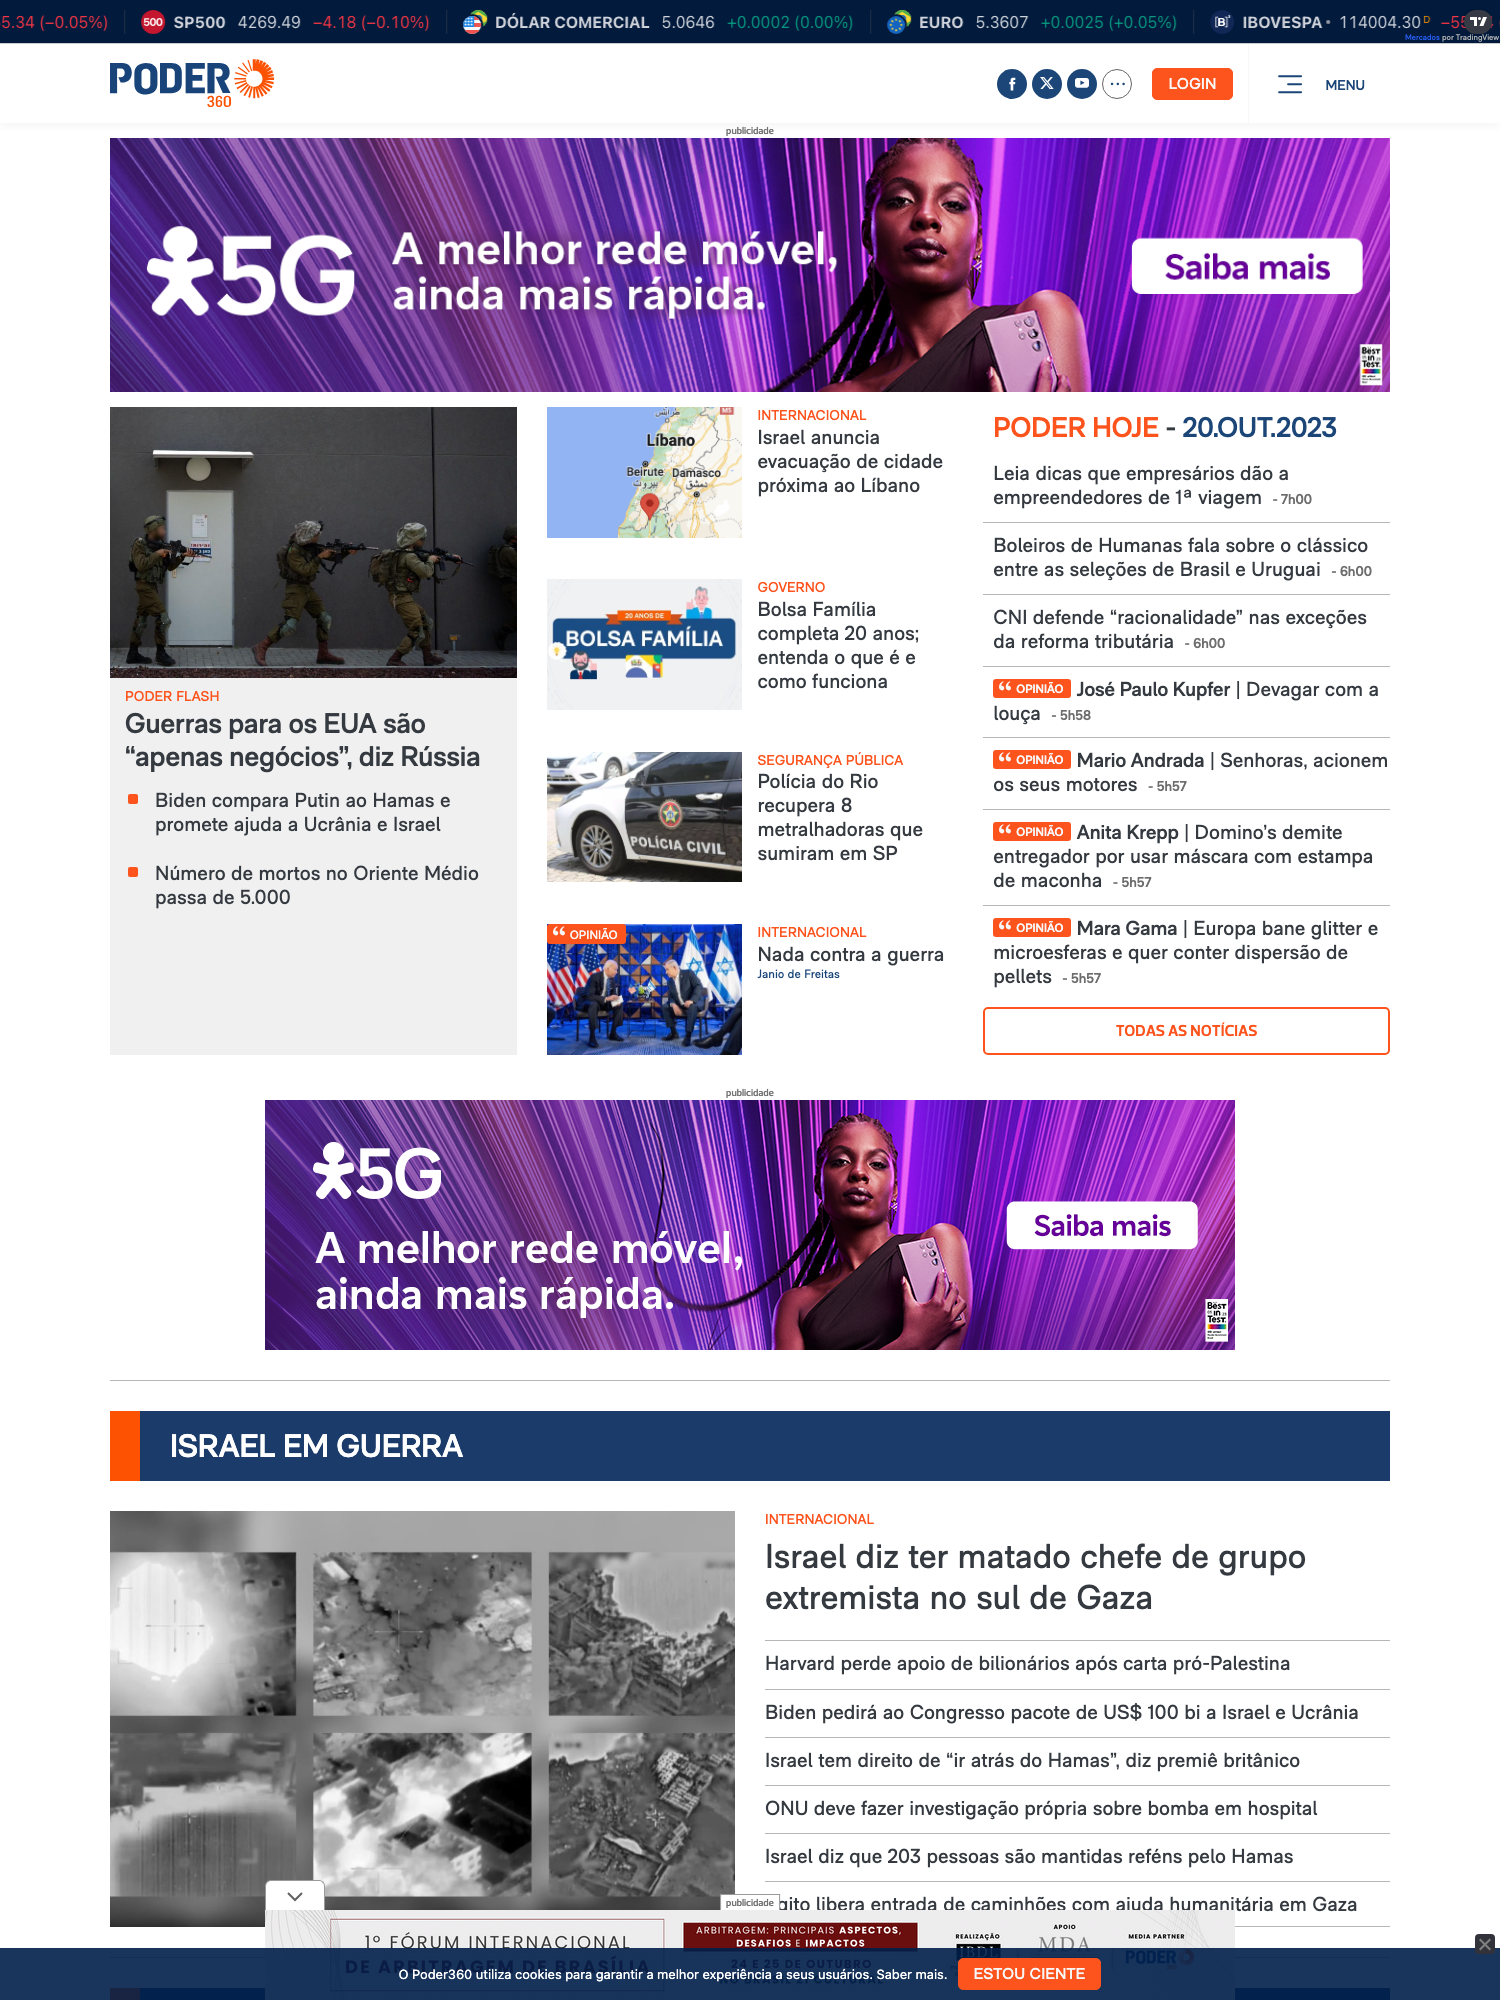 5.34 (−0.05%)
500 SP500 4269.49 −4.18 (−0.10%)
DÓLAR COMERCIAL 5.0646 +0.0002 (0.00%)
EURO 5.3607 +0.0025 (+0.05%)
IBOVESPA 114004.30 D
Mercados por TradingView
PODER
360
LOGIN
MENU
publicidade
5G
A melhor rede móvel,
ainda mais rápida.
Saiba mais
Best
in
Test
Líbano
Beirute
Damasco
INTERNACIONAL
Israel anuncia
evacuação de cidade
próxima ao Líbano
PODER FLASH
Guerras para os EUA são
“apenas negócios”, diz Rússia
Biden compara Putin ao Hamas e
promete ajuda a Ucrânia e Israel
Número de mortos no Oriente Médio
passa de 5.000
20 ANOS DE
BOLSA FAMÍLIA
GOVERNO
Bolsa Família
completa 20 anos;
entenda o que é e
como funciona
POLÍCIA CIVIL
SEGURANÇA PÚBLICA
Polícia do Rio
recupera 8
metralhadoras que
sumiram em SP
“ OPINIÃO
INTERNACIONAL
Nada contra a guerra
Janio de Freitas
PODER HOJE - 20.OUT.2023
Leia dicas que empresários dão a
empreendedores de 1ª viagem - 7h00
Boleiros de Humanas fala sobre o clássico
entre as seleções de Brasil e Uruguai - 6h00
CNI defende “racionalidade” nas exceções
da reforma tributária - 6h00
“ OPINIÃO José Paulo Kupfer | Devagar com a
louça - 5h58
“ OPINIÃO Mario Andrada | Senhoras, acionem
os seus motores - 5h57
“ OPINIÃO Anita Krepp | Domino’s demite
entregador por usar máscara com estampa
de maconha - 5h57
“ OPINIÃO Mara Gama | Europa bane glitter e
microesferas e quer conter dispersão de
pellets - 5h57
TODAS AS NOTÍCIAS
publicidade
5G
A melhor rede móvel,
ainda mais rápida.
Saiba mais
Best
in
Test
ISRAEL EM GUERRA
INTERNACIONAL
Israel diz ter matado chefe de grupo
extremista no sul de Gaza
Harvard perde apoio de bilionários após carta pró-Palestina
Biden pedirá ao Congresso pacote de US$ 100 bi a Israel e Ucrânia
Israel tem direito de “ir atrás do Hamas”, diz premiê britânico
ONU deve fazer investigação própria sobre bomba em hospital
Israel diz que 203 pessoas são mantidas reféns pelo Hamas
gito libera entrada de caminhões com ajuda humanitária em Gaza
publicidade
1º FÓRUM INTERNACIONAL
DE ARBITRAGEM DE BRASÍLIA
ARBITRAGEM: PRINCIPAIS ASPECTOS,
DESAFIOS E IMPACTOS
24 E 25 DE OUTUBRO
REALIZAÇÃO
APOIO
MDA
MEDIA PARTNER
PODER
O Poder360 utiliza cookies para garantir a melhor experiência a seus usuários. Saber mais.
ESTOU CIENTE